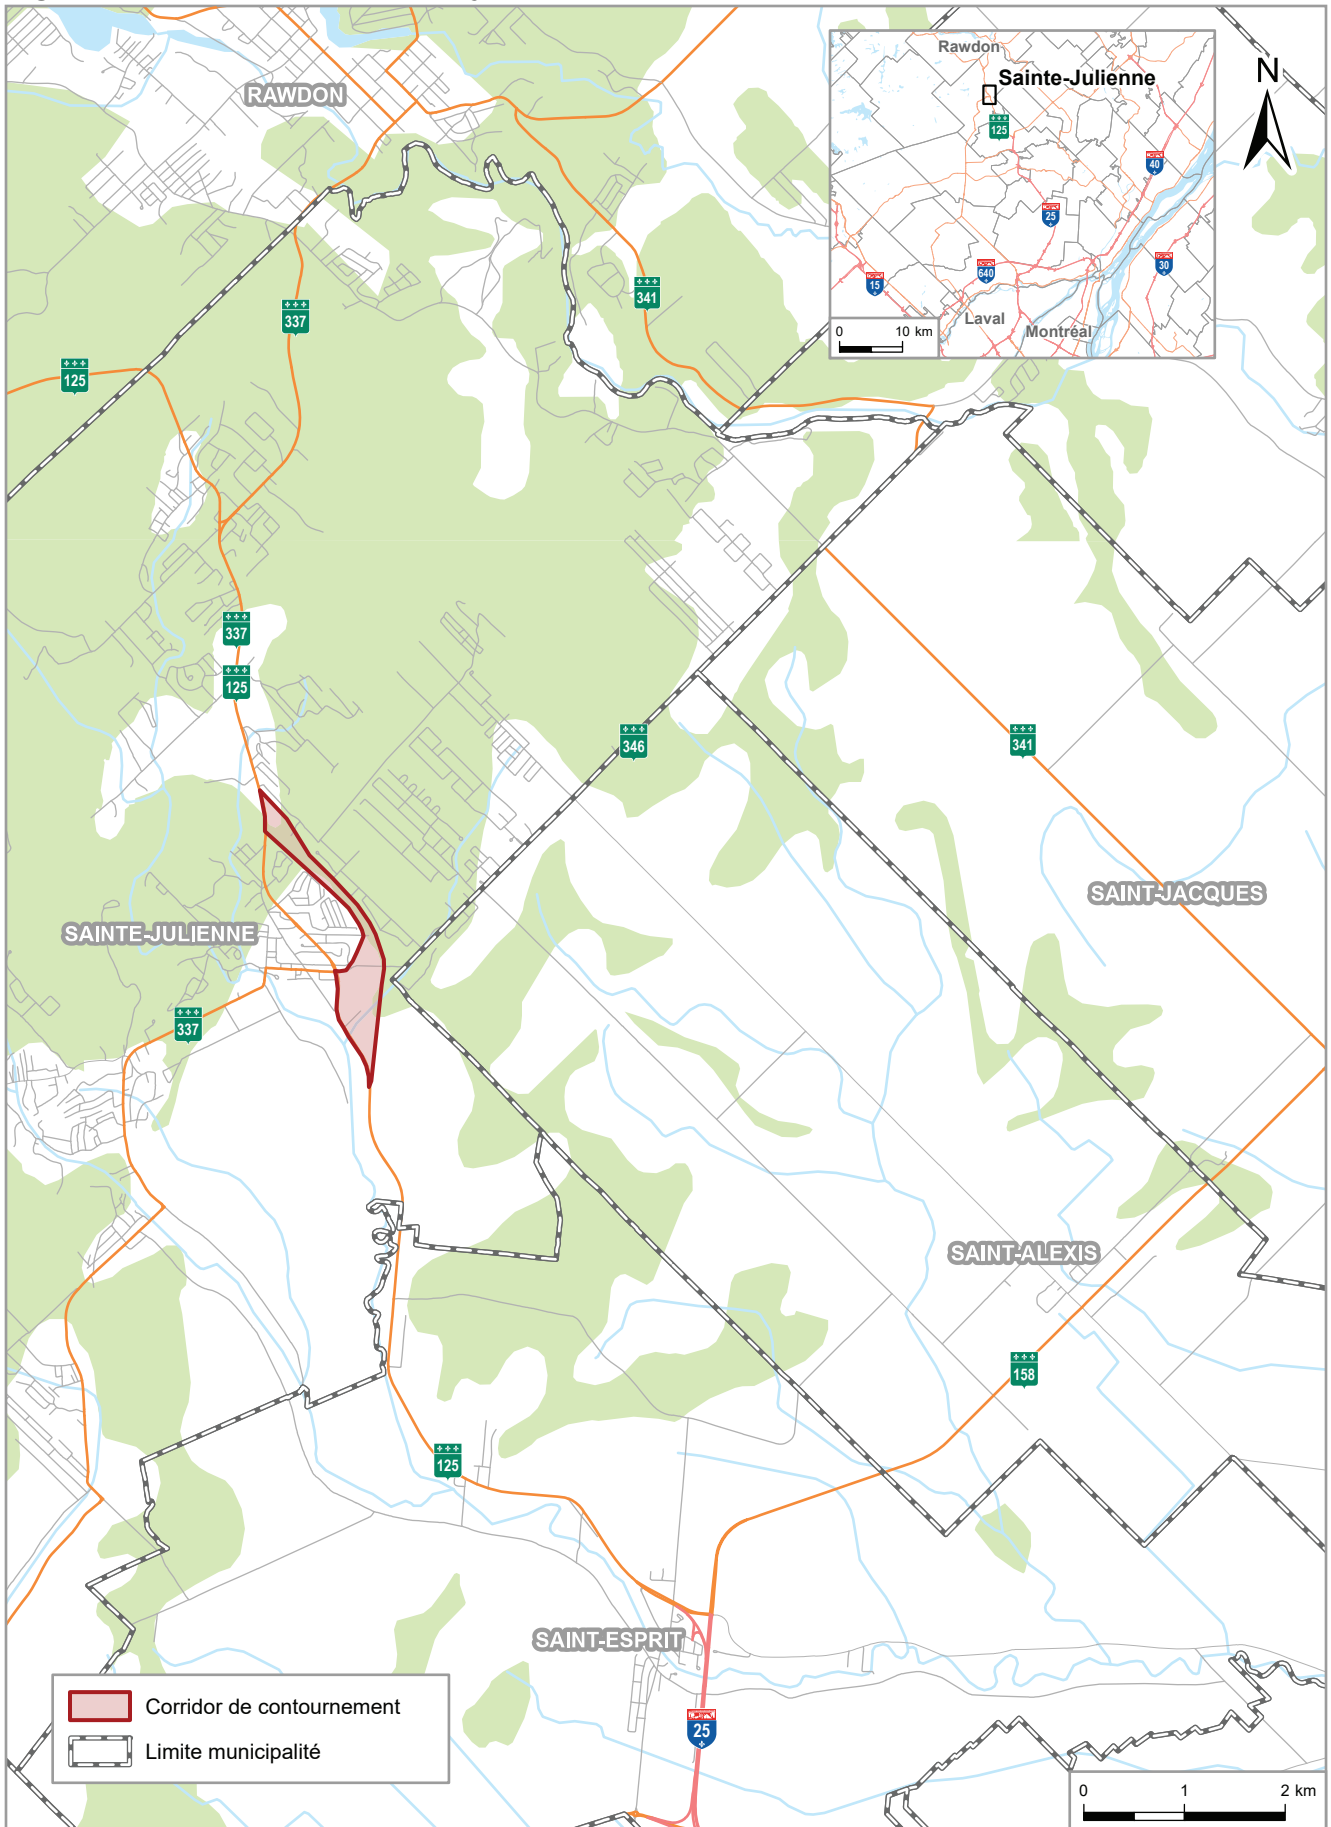 RAWDON
Rawdon
Sainte-Julienne
125
40
25
640
15
30
Laval
Montréal
0 10 km
N
341
337
125
337
125
346
341
SAINT-JACQUES
SAINTE-JULIENNE
337
SAINT-ALEXIS
158
125
SAINT-ESPRIT
25
Corridor de contournement
Limite municipalité
0 1 2 km